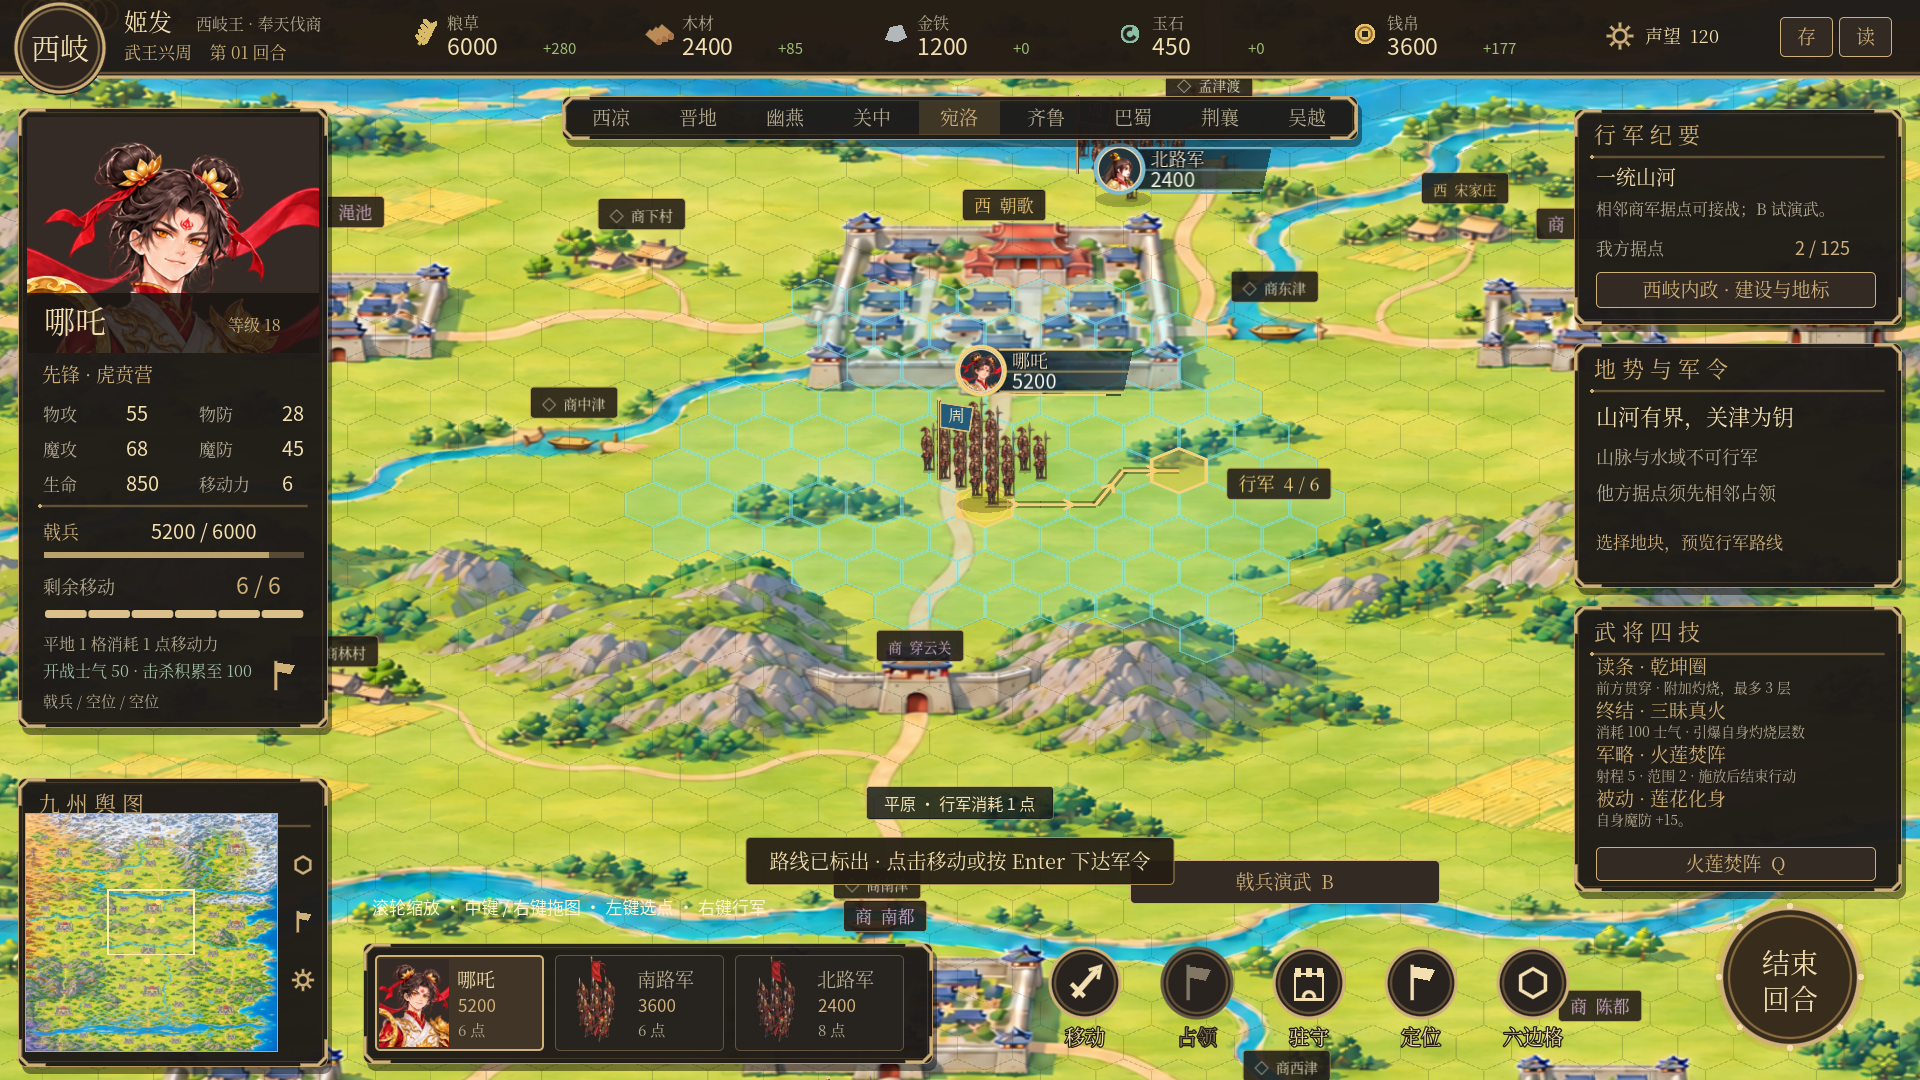 西岐
姬发 西岐王 · 奉天伐商
武王兴周 第 01 回合
粮草 6000 +280
木材 2400 +85
金铁 1200 +0
玉石 450 +0
钱帛 3600 +177
声望 120
存 读
西凉 晋地 幽燕 关中 宛洛 齐鲁 巴蜀 荆襄 吴越
◇ 孟津渡
北路军
2400
西 朝歌
渑池
◇ 商下村
西 宋家庄
商
◇ 商东津
哪吒
5200
周
◇ 商中津
行军 4 / 6
商 穿云关
商林村
平原 · 行军消耗 1 点
路线已标出 · 点击移动或按 Enter 下达军令
戟兵演武 B
◇ 商南津
商 南都
滚轮缩放 · 中键 / 右键拖图 · 左键选点 · 右键行军
商 陈都
◇ 商西津
哪吒 等级 18
先锋 · 虎贲营
物攻 55 物防 28
魔攻 68 魔防 45
生命 850 移动力 6
戟兵 5200 / 6000
剩余移动 6 / 6
平地 1 格消耗 1 点移动力
开战士气 50 · 击杀积累至 100
戟兵 / 空位 / 空位
九州舆图
行军纪要
一统山河
相邻商军据点可接战；B 试演武。
我方据点 2 / 125
西岐内政 · 建设与地标
地势与军令
山河有界，关津为钥
山脉与水域不可行军
他方据点须先相邻占领
选择地块，预览行军路线
武将四技
读条 · 乾坤圈
前方贯穿 · 附加灼烧，最多 3 层
终结 · 三昧真火
消耗 100 士气 · 引爆自身灼烧层数
军略 · 火莲焚阵
射程 5 · 范围 2 · 施放后结束行动
被动 · 莲花化身
自身魔防 +15。
火莲焚阵 Q
哪吒
5200
6 点
南路军
3600
6 点
北路军
2400
8 点
移动 占领 驻守 定位 六边格
结束
回合